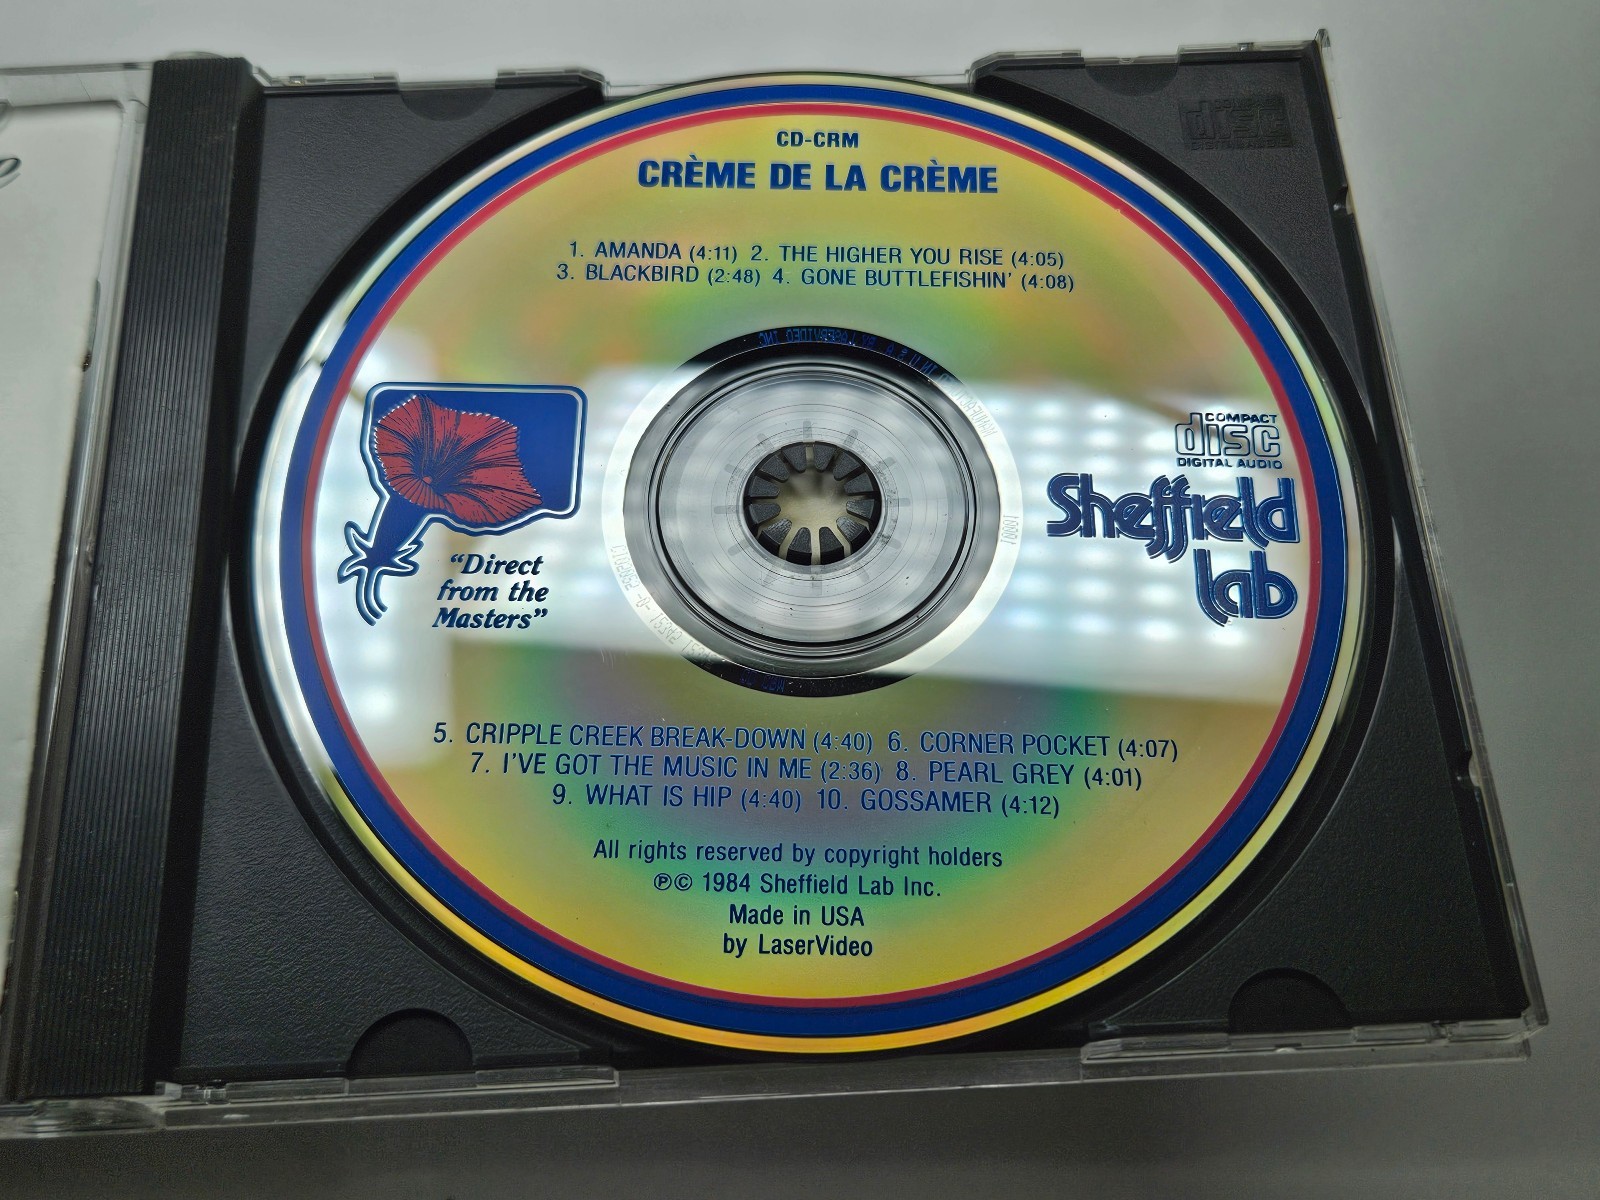 CD-CRM
CRÈME DE LA CRÈME
1. AMANDA (4:11) 2. THE HIGHER YOU RISE (4:05)
3. BLACKBIRD (2:48) 4. GONE BUTTLEFISHIN' (4:08)
COMPACT
disc
DIGITAL AUDIO
Sheffield
Lab
"Direct
from the
Masters"
5. CRIPPLE CREEK BREAK-DOWN (4:40) 6. CORNER POCKET (4:07)
7. I'VE GOT THE MUSIC IN ME (2:36) 8. PEARL GREY (4:01)
9. WHAT IS HIP (4:40) 10. GOSSAMER (4:12)
All rights reserved by copyright holders
℗© 1984 Sheffield Lab Inc.
Made in USA
by LaserVideo
COMPACT
disc
DIGITAL AUDIO